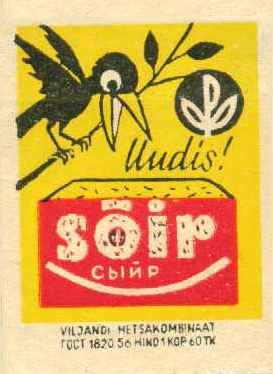 Uudis!
sõir
сыйр
VILJANDI METSAKOMBINAAT
ГОСТ 1820 56 HIND 1 KOP 60 TK